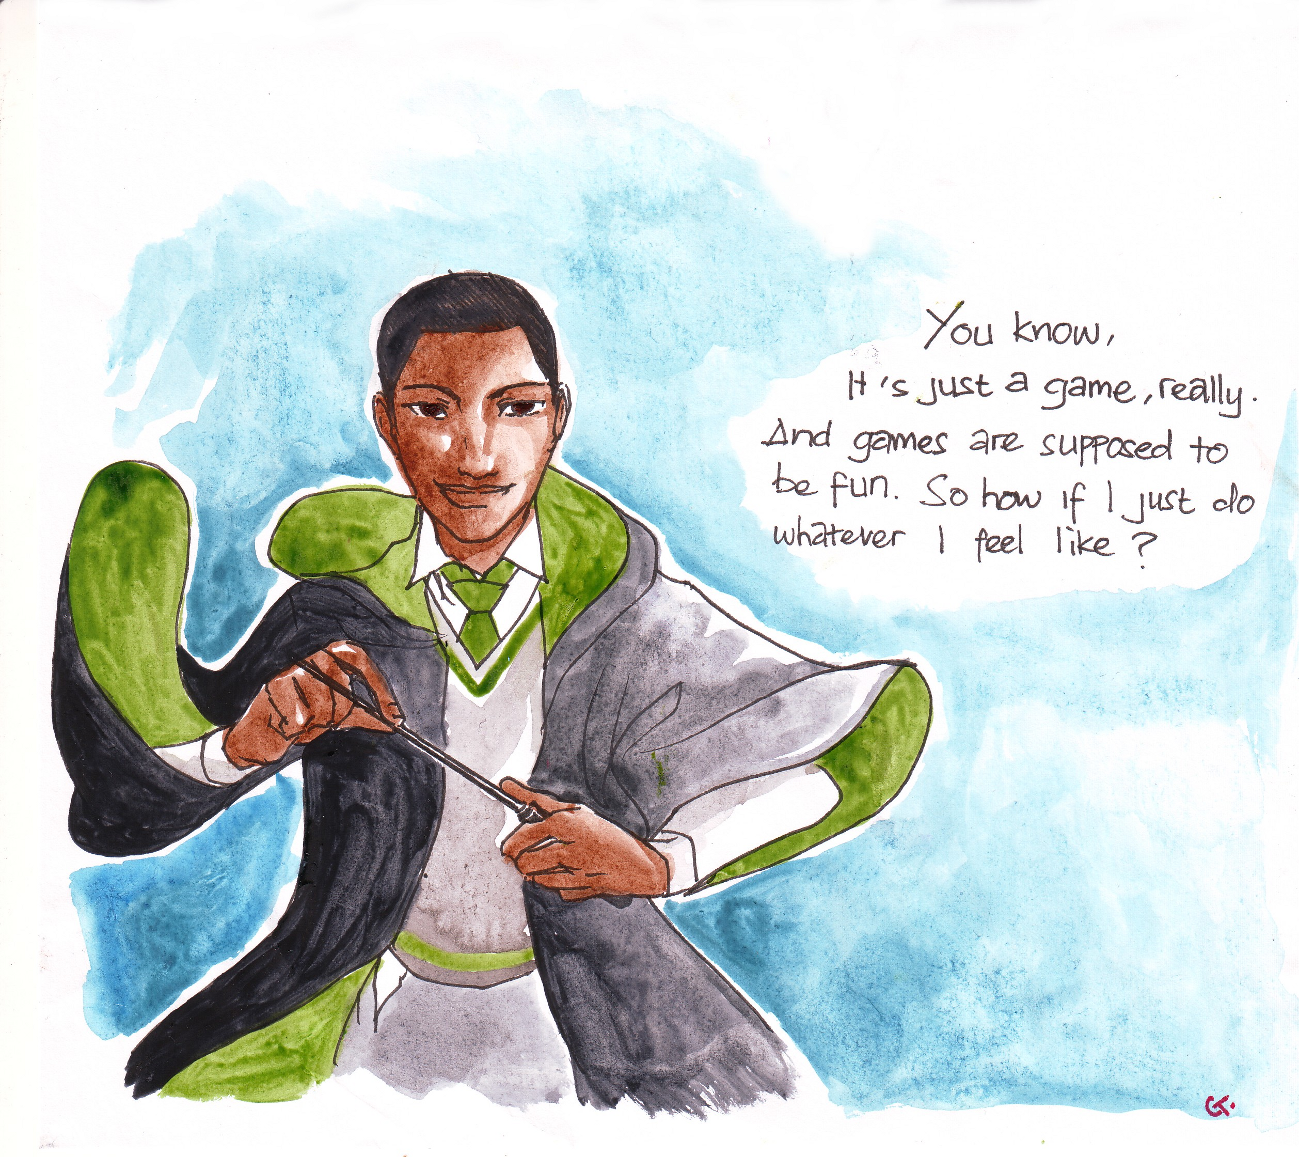 You know,
It's just a game, really.
And games are supposed to
be fun. So how if I just do
whatever I feel like?
GT.